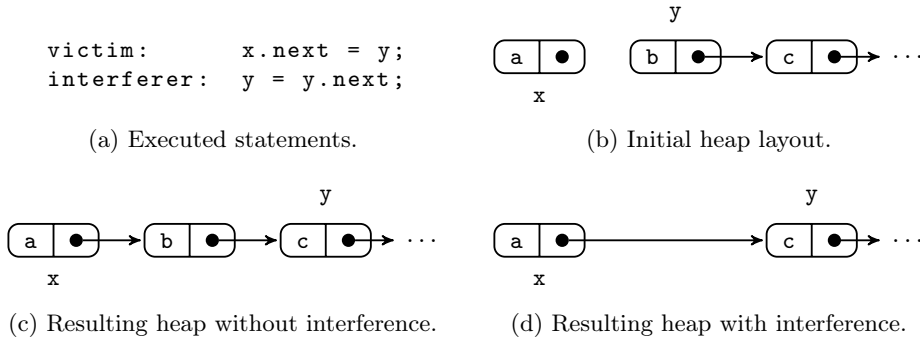 victim: x.next = y;
interferer: y = y.next;
(a) Executed statements.
y
a b c ···
x
(b) Initial heap layout.
y
a b c ···
x
(c) Resulting heap without interference.
y
a c ···
x
(d) Resulting heap with interference.